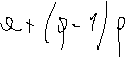 x + (p - 1) p